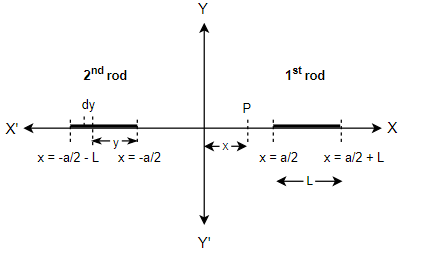 Y
2nd rod
1st rod
dy
P
X'
X
y
x
x = -a/2 - L
x = -a/2
x = a/2
x = a/2 + L
L
Y'